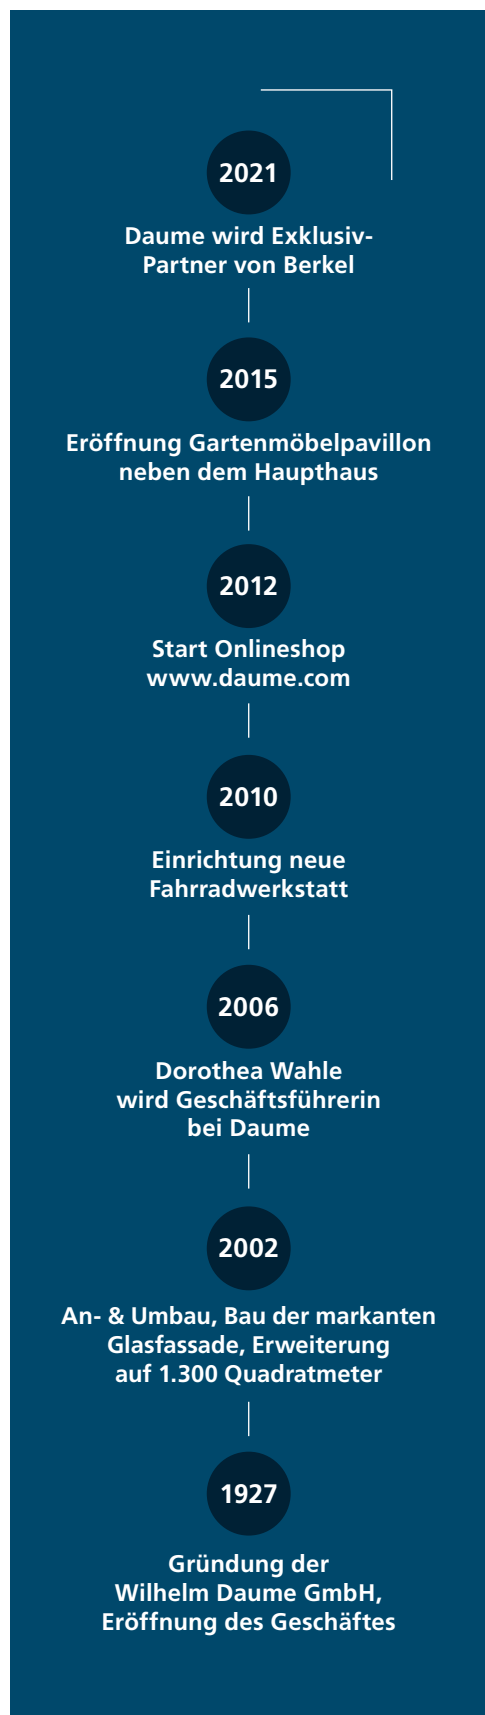 2021
Daume wird Exklusiv-
Partner von Berkel
2015
Eröffnung Gartenmöbelpavillon
neben dem Haupthaus
2012
Start Onlineshop
www.daume.com
2010
Einrichtung neue
Fahrradwerkstatt
2006
Dorothea Wahle
wird Geschäftsführerin
bei Daume
2002
An- & Umbau, Bau der markanten
Glasfassade, Erweiterung
auf 1.300 Quadratmeter
1927
Gründung der
Wilhelm Daume GmbH,
Eröffnung des Geschäftes